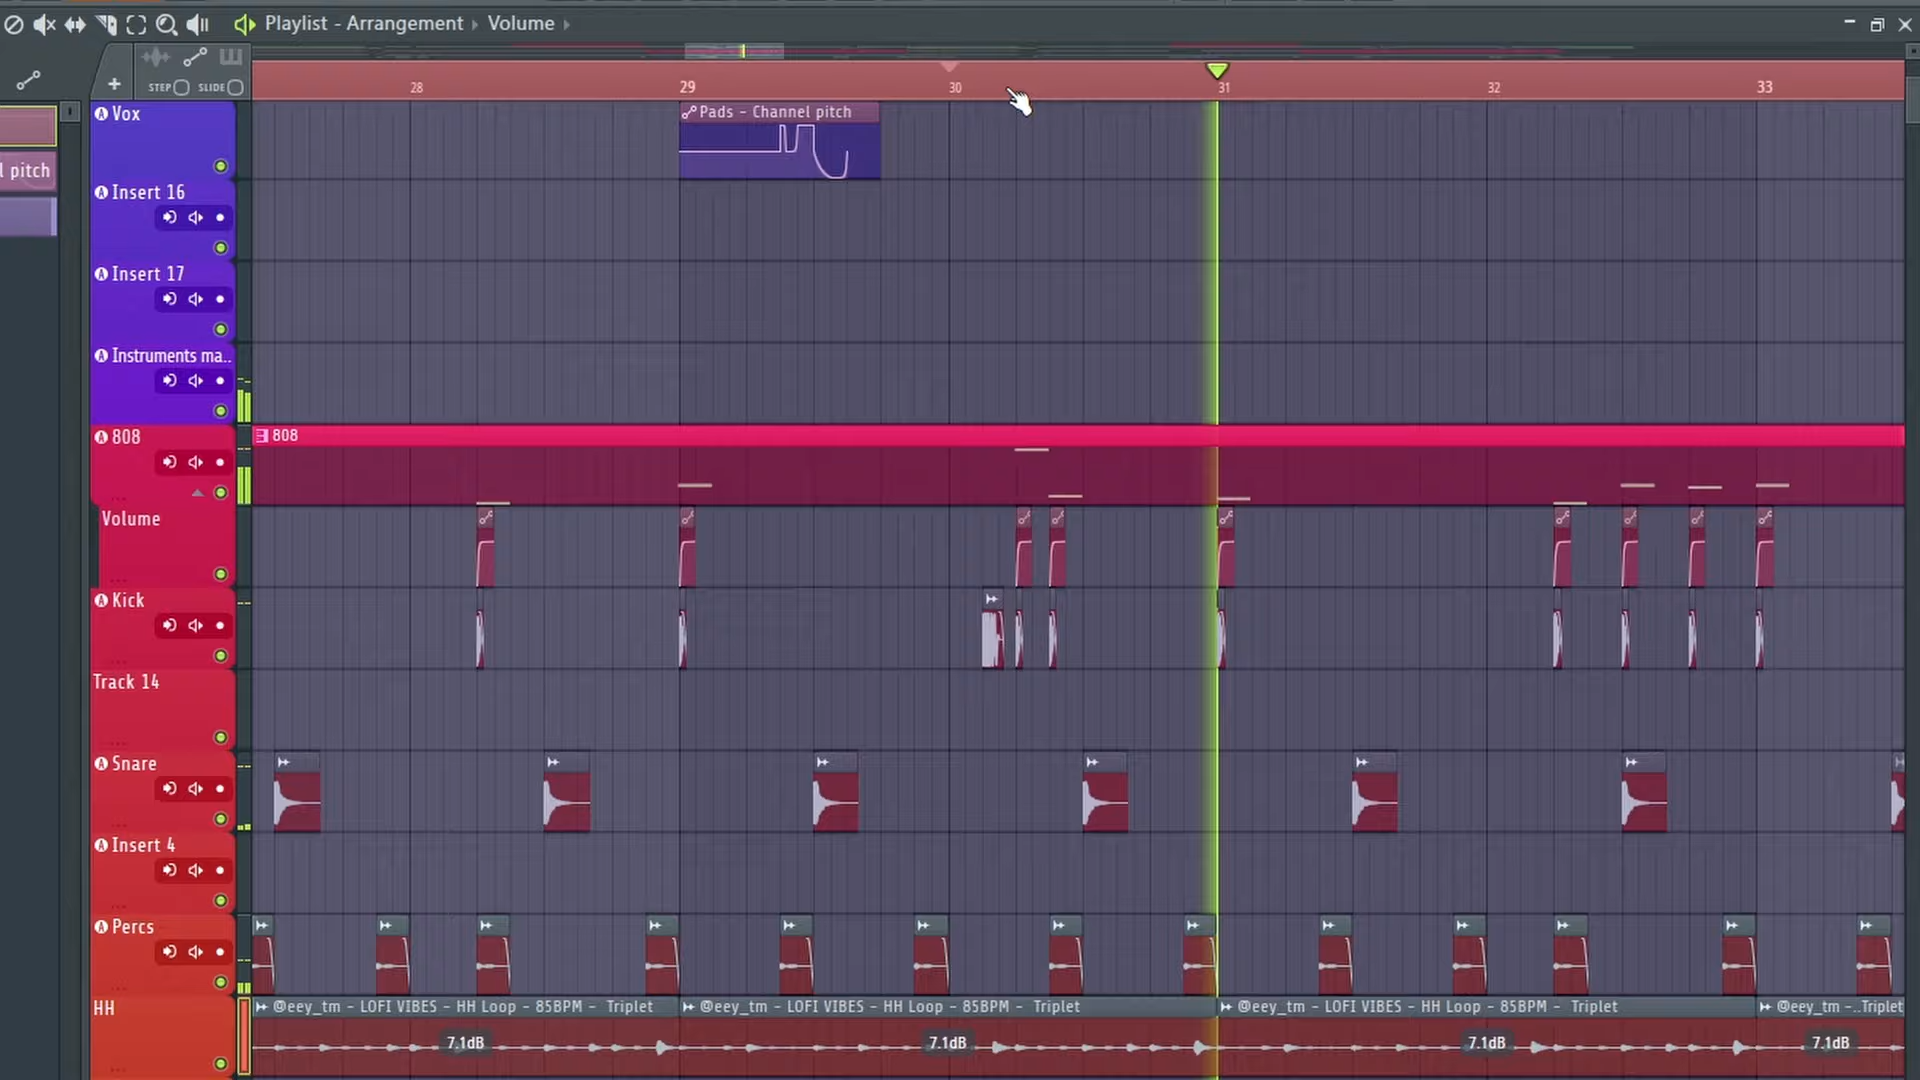 Playlist - Arrangement ▸ Volume ▸
STEP SLIDE
28 29 30 31 32 33
Vox
Pads - Channel pitch
l pitch
Insert 16
Insert 17
Instruments ma..
808
808
Volume
Kick
Track 14
Snare
Insert 4
Percs
HH
@eey_tm - LOFI VIBES - HH Loop - 85BPM - Triplet
@eey_tm - LOFI VIBES - HH Loop - 85BPM - Triplet
@eey_tm - LOFI VIBES - HH Loop - 85BPM - Triplet
@eey_tm -..Triplet
7.1dB
7.1dB
7.1dB
7.1dB